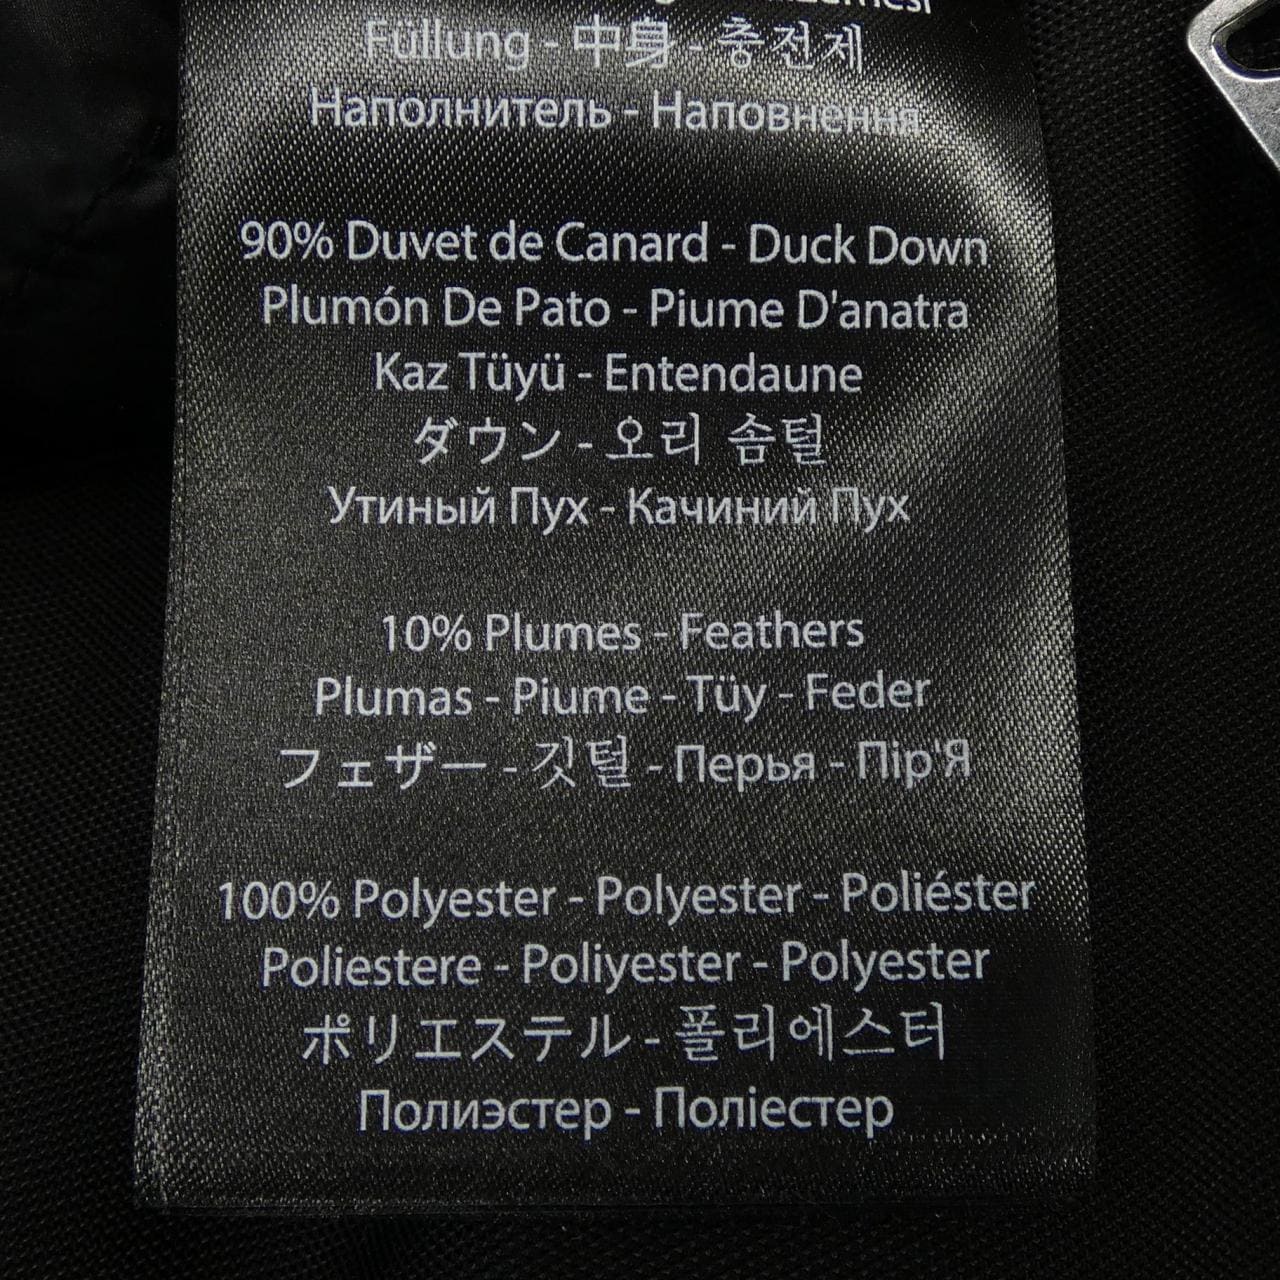 Füllung - 中身 - 충전제
Наполнитель - Наповнення
90% Duvet de Canard - Duck Down
Plumón De Pato - Piume D'anatra
Kaz Tüyü - Entendaune
ダウン - 오리 솜털
Утиный Пух - Качиний Пух
10% Plumes - Feathers
Plumas - Piume - Tüy - Feder
フェザー - 깃털 - Перья - Пір'Я
100% Polyester - Polyester - Poliéster
Poliestere - Poliyester - Polyester
ポリエステル - 폴리에스터
Полиэстер - Поліестер